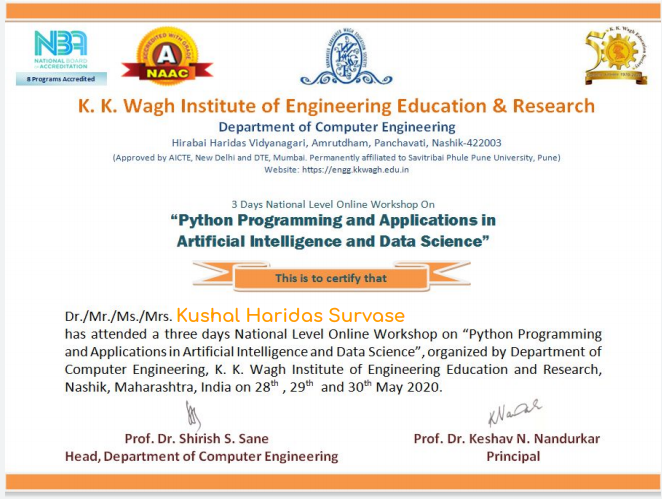 NBA
NATIONAL BOARD
OF ACCREDITATION
8 Programs Accredited
ACCREDITED WITH GRADE
A
NAAC
K. K. Wagh Institute of Engineering Education & Research
Department of Computer Engineering
Hirabai Haridas Vidyanagari, Amrutdham, Panchavati, Nashik-422003
(Approved by AICTE, New Delhi and DTE, Mumbai. Permanently affiliated to Savitribai Phule Pune University, Pune)
Website: https://engg.kkwagh.edu.in
3 Days National Level Online Workshop On
“Python Programming and Applications in
Artificial Intelligence and Data Science”
This is to certify that
Dr./Mr./Ms./Mrs. Kushal Haridas Survase
has attended a three days National Level Online Workshop on “Python Programming
and Applications in Artificial Intelligence and Data Science”, organized by Department of
Computer Engineering, K. K. Wagh Institute of Engineering Education and Research,
Nashik, Maharashtra, India on 28th , 29th and 30th May 2020.
Prof. Dr. Shirish S. Sane
Head, Department of Computer Engineering
Prof. Dr. Keshav N. Nandurkar
Principal